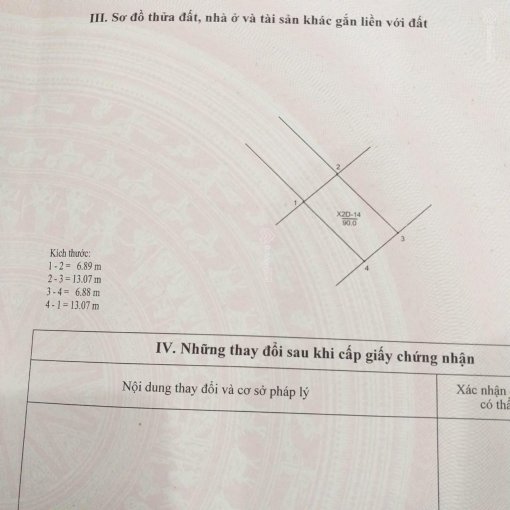 III. Sơ đồ thửa đất, nhà ở và tài sản khác gắn liền với đất
2
1
X2D-14
90.0
3
4
Kích thước:
1 - 2 = 6.89 m
2 - 3 = 13.07 m
3 - 4 = 6.88 m
4 - 1 = 13.07 m
IV. Những thay đổi sau khi cấp giấy chứng nhận
Nội dung thay đổi và cơ sở pháp lý
Xác nhận
có